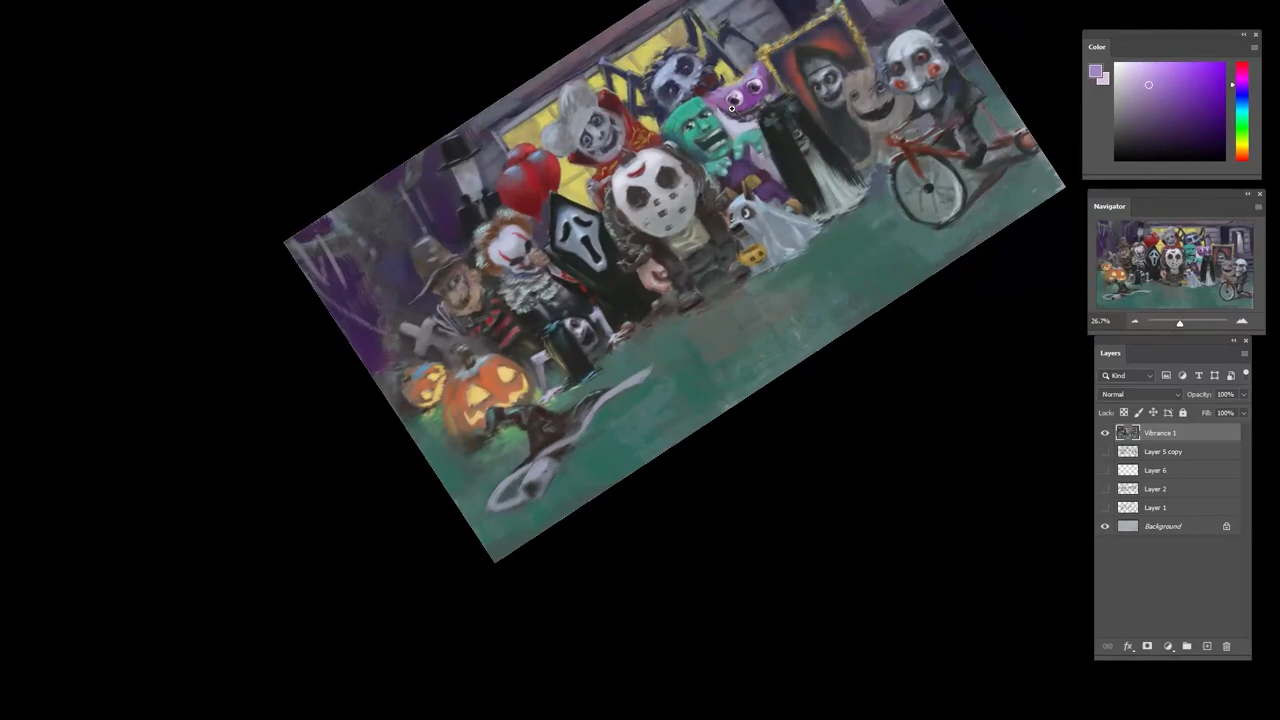 Color
Navigator
26.7%
Layers
Kind
Normal
Opacity: 100%
Lock:
Fill: 100%
Vibrance 1
Layer 5 copy
Layer 6
Layer 2
Layer 1
Background
fx